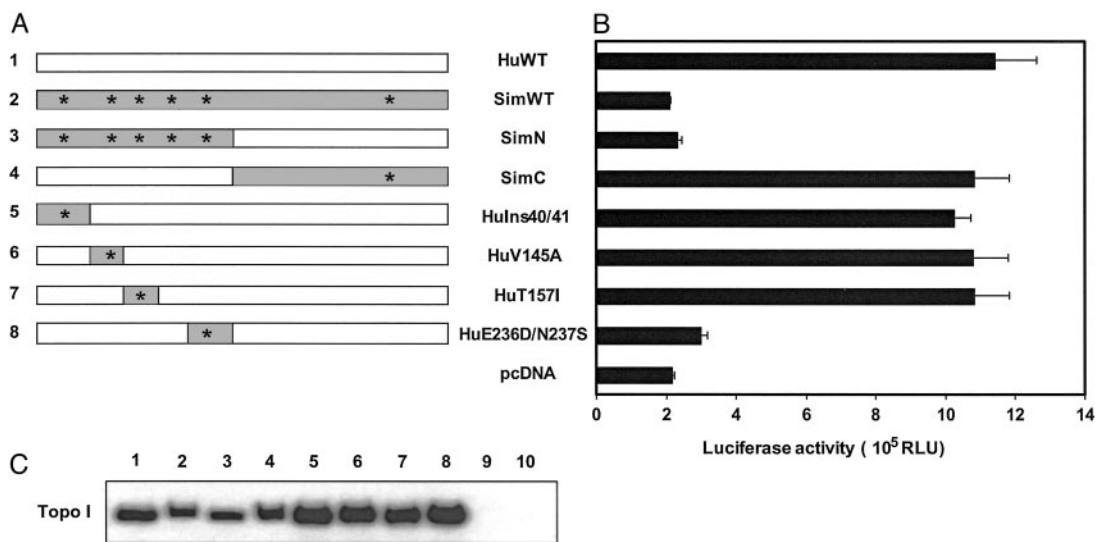 A
B
1 HuWT
2 * * * * * * SimWT
3 * * * * * SimN
4 * SimC
5 * HuIns40/41
6 * HuV145A
7 * HuT157I
8 * HuE236D/N237S
pcDNA
0 2 4 6 8 10 12 14
Luciferase activity ( 10⁵ RLU)
C
1 2 3 4 5 6 7 8 9 10
Topo I